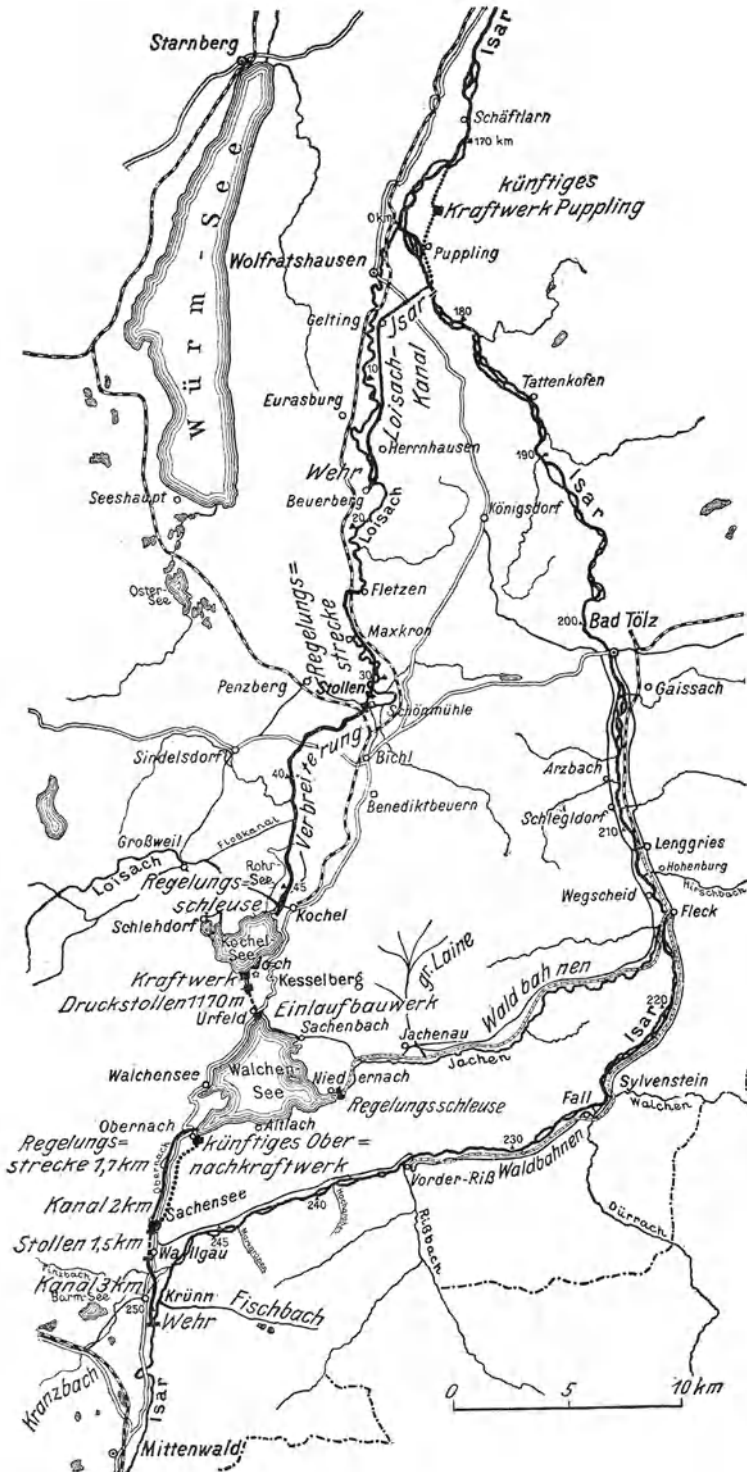 Isar
Starnberg
Schäftlarn
170 km
künftiges
Kraftwerk Puppling
0 km
Puppling
Würm-See
Wolfratshausen
180
Gelting
Isar
Loisach-
Kanal
10
Tattenkofen
Eurasburg
Herrnhausen
190
Wehr
Isar
Seeshaupt
Beuerberg
20
Loisach
Königsdorf
Oster-
See
Fletzen
Regelungs=
strecke
200
Bad Tölz
Maxkron
30
Penzberg
Stollen
Gaissach
Schönmühle
Verbreiterung
Sindelsdorf
Bichl
40
Arzbach
Benediktbeuern
Schlegldorf
210
Floßkanal
Großweil
Lenggries
Loisach
Rohr-
See
Hohenburg
Hirschbach
Regelungs=
schleuse
45
Wegscheid
Kochel
Fleck
Schlehdorf
Kochel-
See
gr. Laine
Joch
Kraftwerk
Kesselberg
Waldbahnen
Druckstollen 1170 m
220
Einlaufbauwerk
Urfeld
Isar
Sachenbach
Jachenau
Jachen
Walchensee
Walchen-
See
Niedernach
Sylvenstein
Walchen
Regelungsschleuse
Fall
Obernach
Altlach
Regelungs=
strecke 1,7 km
Obernach
künftiges Ober=
nachkraftwerk
230
Waldbahnen
Vorder-Riß
Kanal 2 km
Sachensee
240
Dürrach
Rißbach
Stollen 1,5 km
245
Wallgau
Finzbach
Kanal 3 km
Barm-See
250
Krünn
Fischbach
Wehr
Kranzbach
0
5
10 km
Isar
Mittenwald